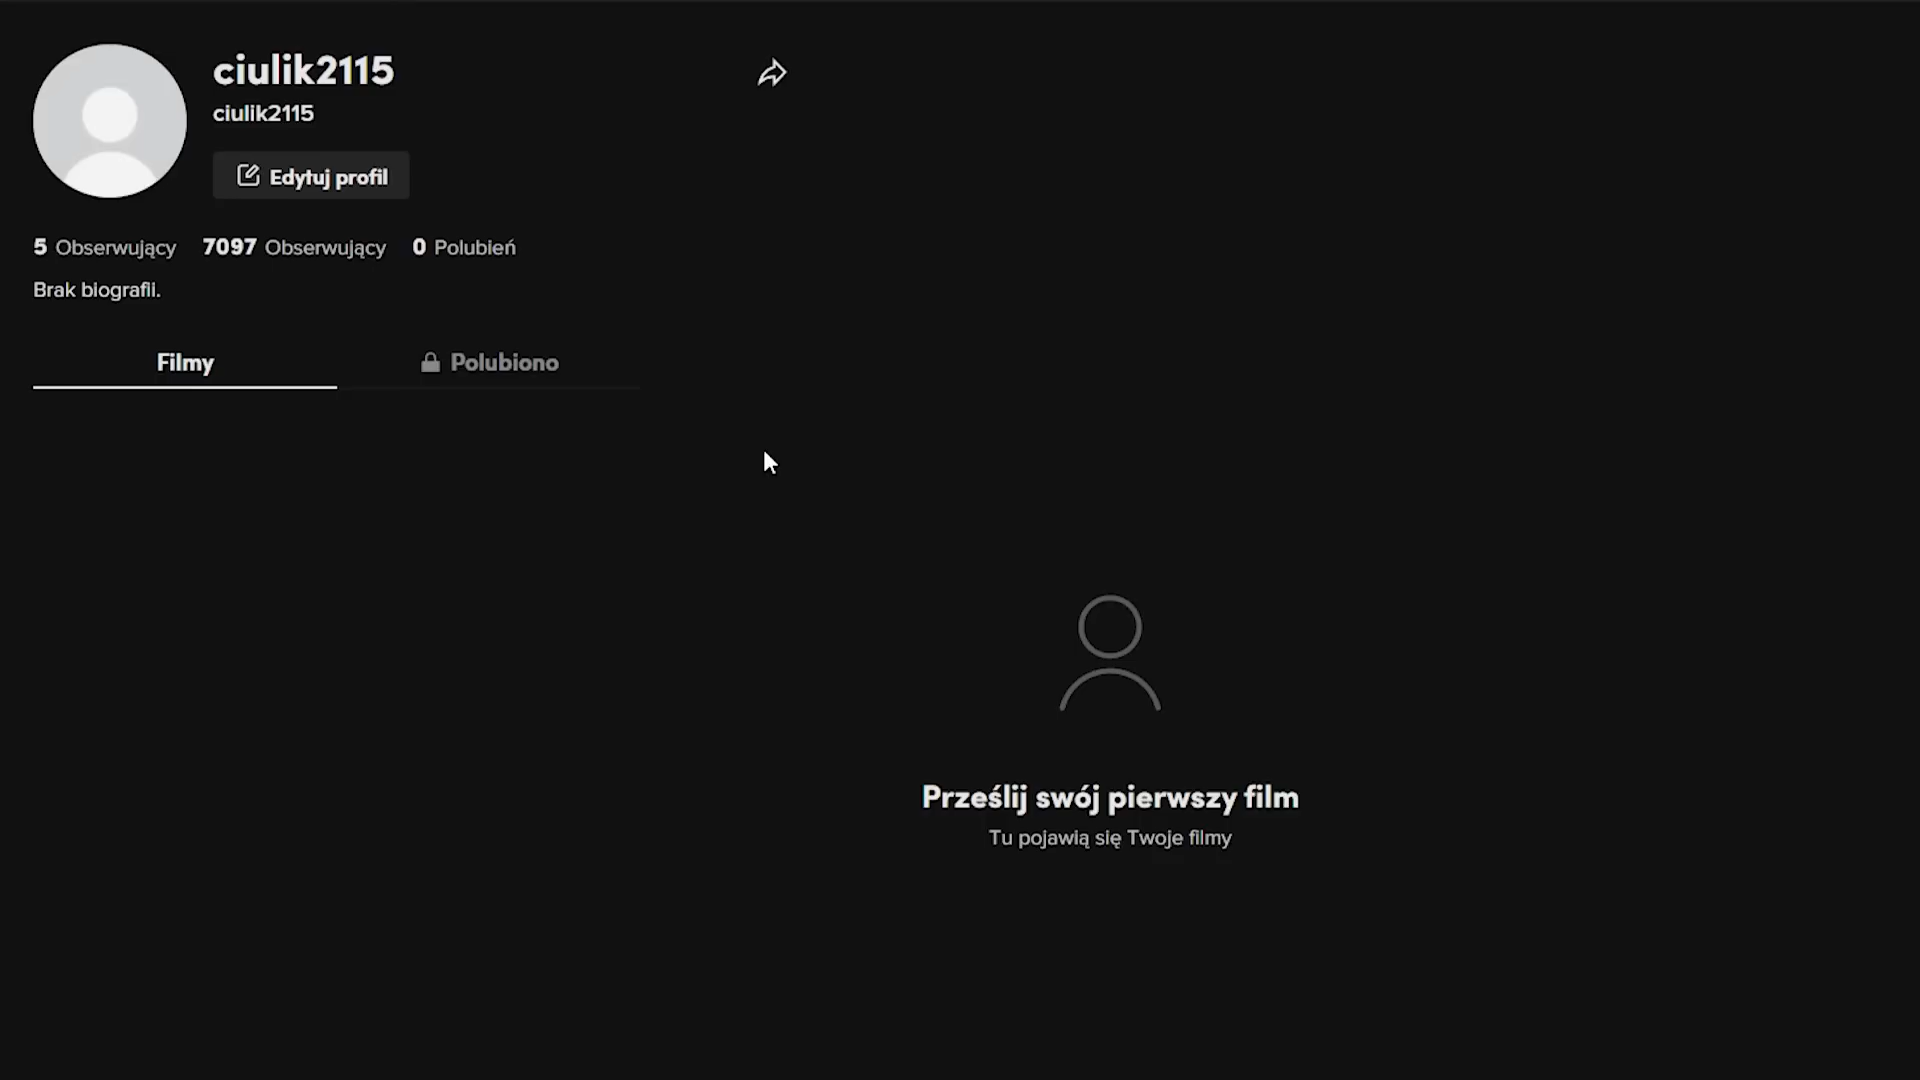 ciulik2115
ciulik2115
Edytuj profil
5 Obserwujący 7097 Obserwujący 0 Polubień
Brak biografii.
Filmy Polubiono
Prześlij swój pierwszy film
Tu pojawią się Twoje filmy